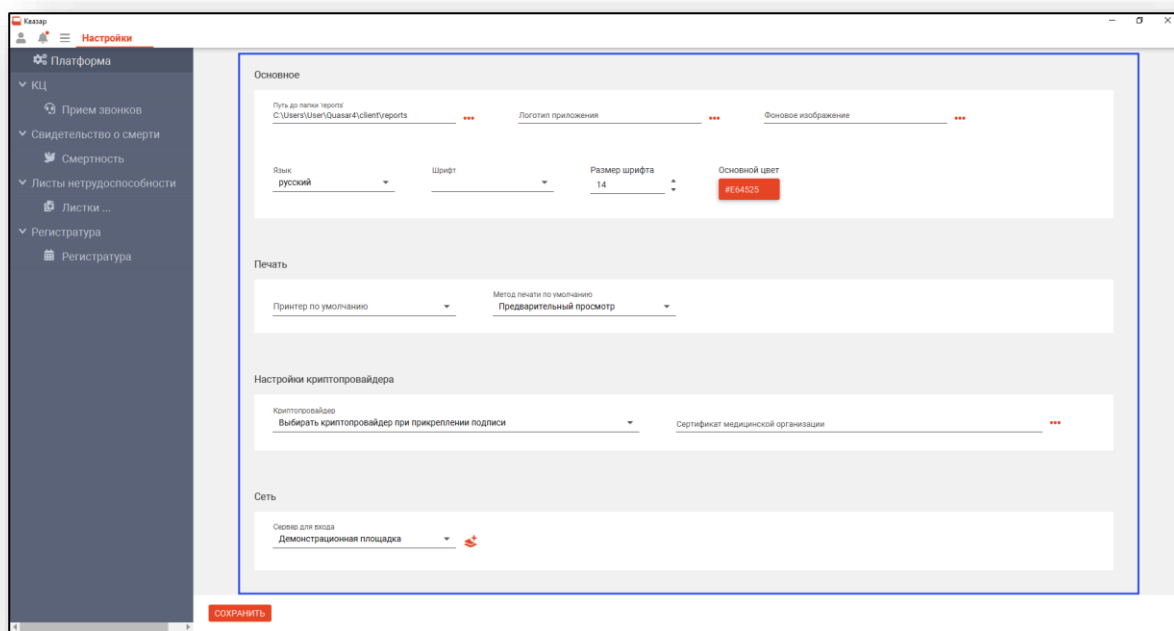 Квазар
Настройки
Платформа
КЦ
Прием звонков
Свидетельство о смерти
Смертность
Листы нетрудоспособности
Листки ...
Регистратура
Регистратура
Основное
Путь до папки 'reports'
C:\Users\User\Quasar4\client\reports
Логотип приложения
Фоновое изображение
Язык
русский
Шрифт
Размер шрифта
14
Основной цвет
#E64525
Печать
Принтер по умолчанию
Метод печати по умолчанию
Предварительный просмотр
Настройки криптопровайдера
Криптопровайдер
Выбирать криптопровайдер при прикреплении подписи
Сертификат медицинской организации
Сеть
Сервер для входа
Демонстрационная площадка
СОХРАНИТЬ